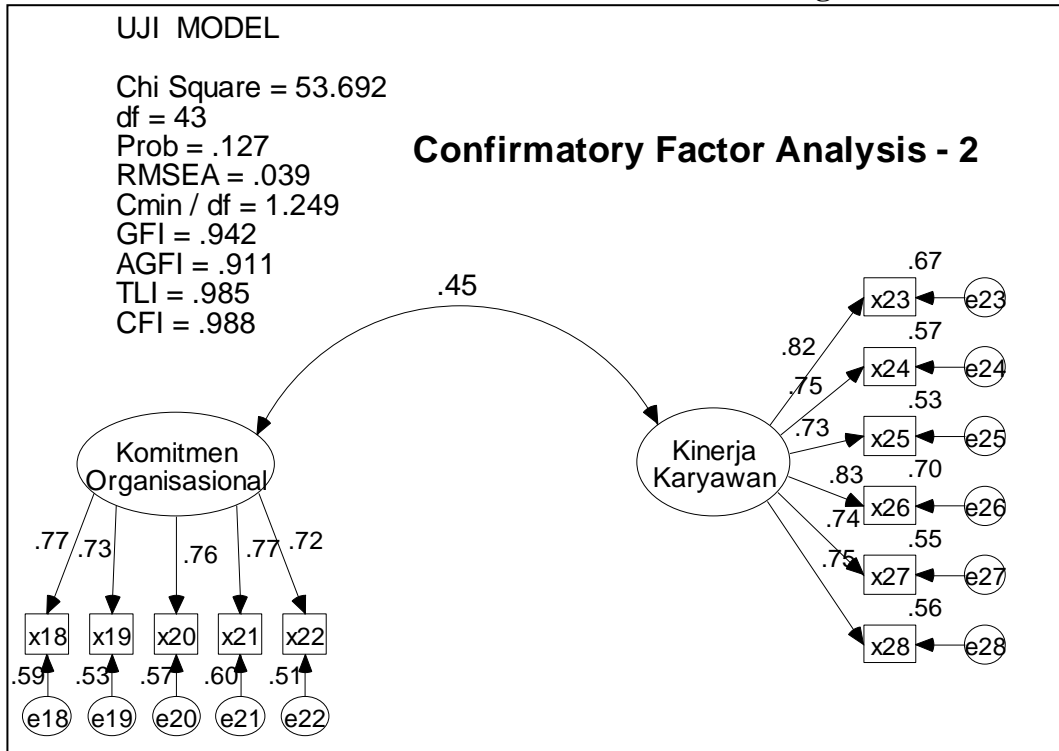 UJI MODEL
Chi Square = 53.692
df = 43
Prob = .127
RMSEA = .039
Cmin / df = 1.249
GFI = .942
AGFI = .911
TLI = .985
CFI = .988
Confirmatory Factor Analysis - 2
.45
Komitmen
Organisasional
Kinerja
Karyawan
.77
.73
.76
.77
.72
x18
x19
x20
x21
x22
.59
.53
.57
.60
.51
e18
e19
e20
e21
e22
.67
.82
x23
e23
.57
.75
x24
e24
.53
.73
x25
e25
.70
.83
x26
e26
.55
.74
x27
e27
.56
.75
x28
e28